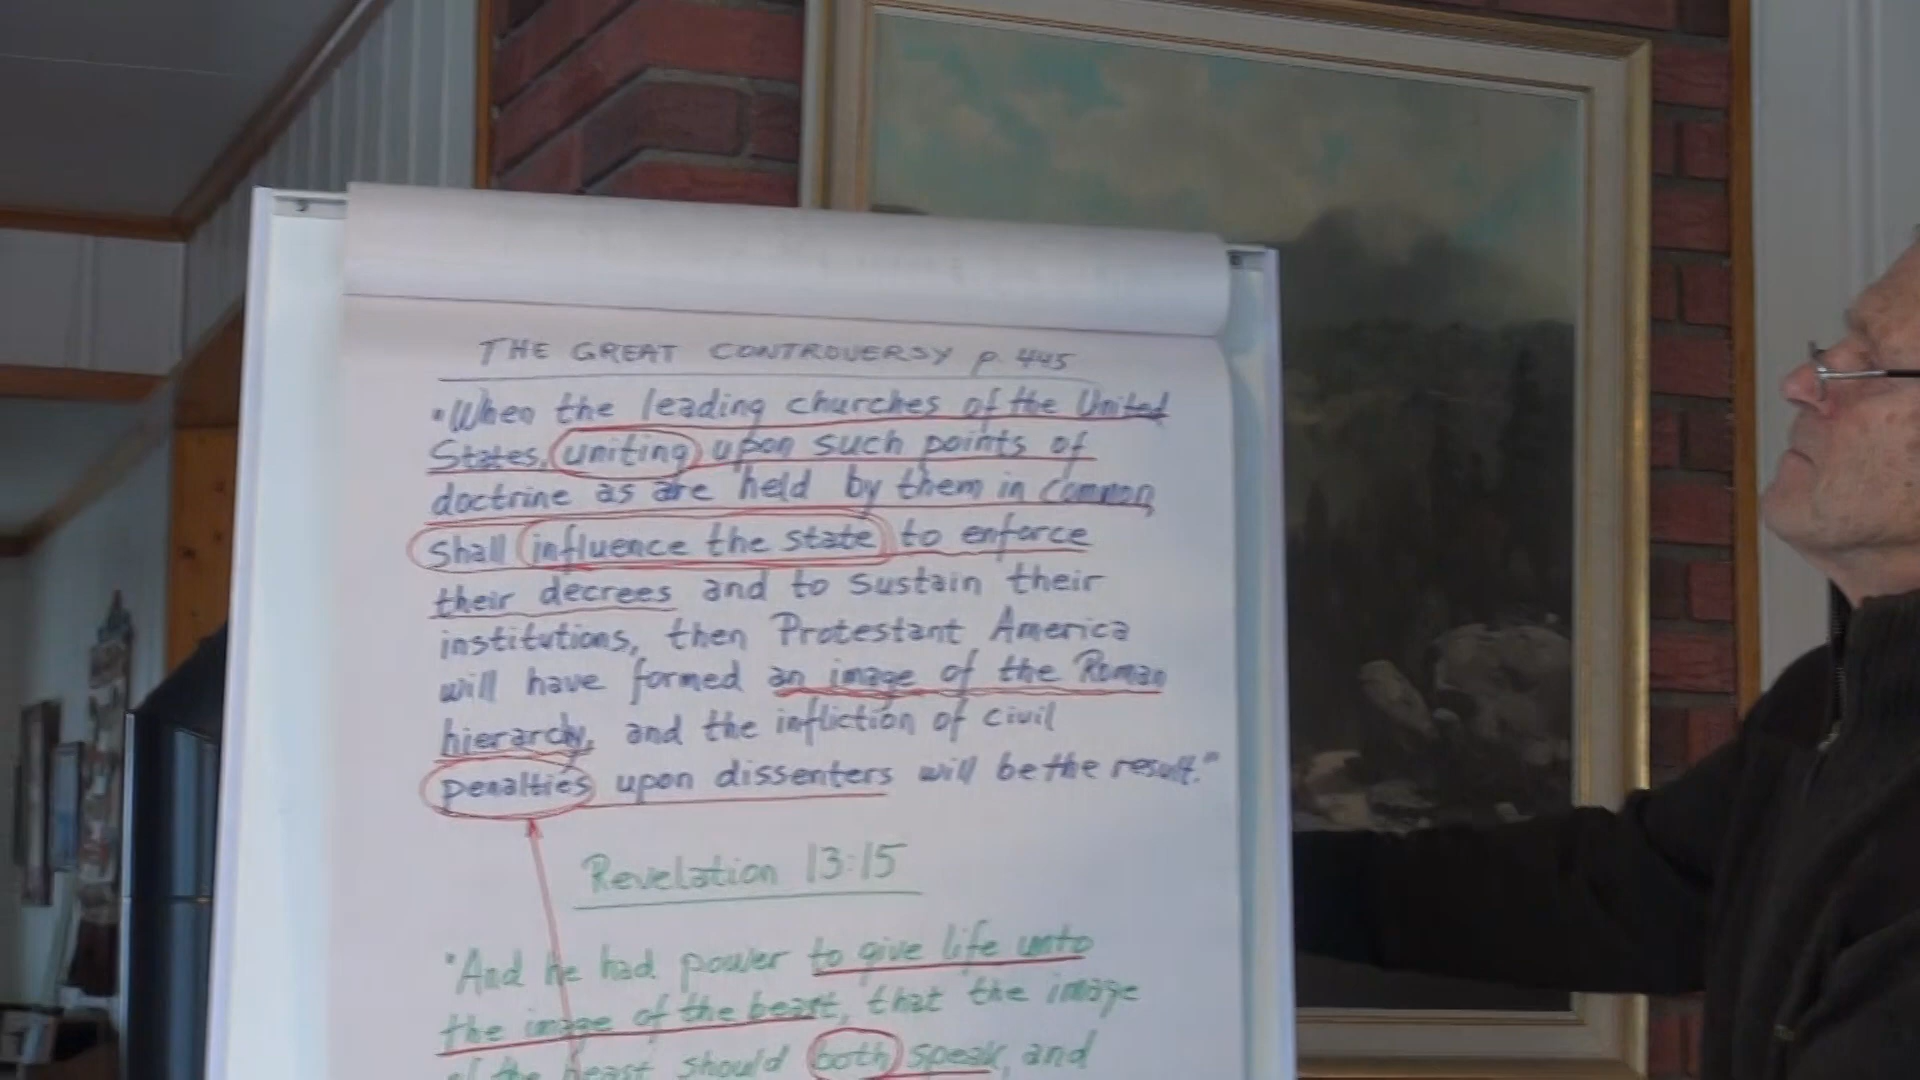 THE GREAT CONTROVERSY p. 445
"When the leading churches of the United
States, uniting upon such points of
doctrine as are held by them in common,
shall influence the state to enforce
their decrees and to sustain their
institutions, then Protestant America
will have formed an image of the Roman
hierarchy, and the infliction of civil
penalties upon dissenters will be the result."
Revelation 13:15
"And he had power to give life unto
the image of the beast, that the image
of the beast should both speak, and